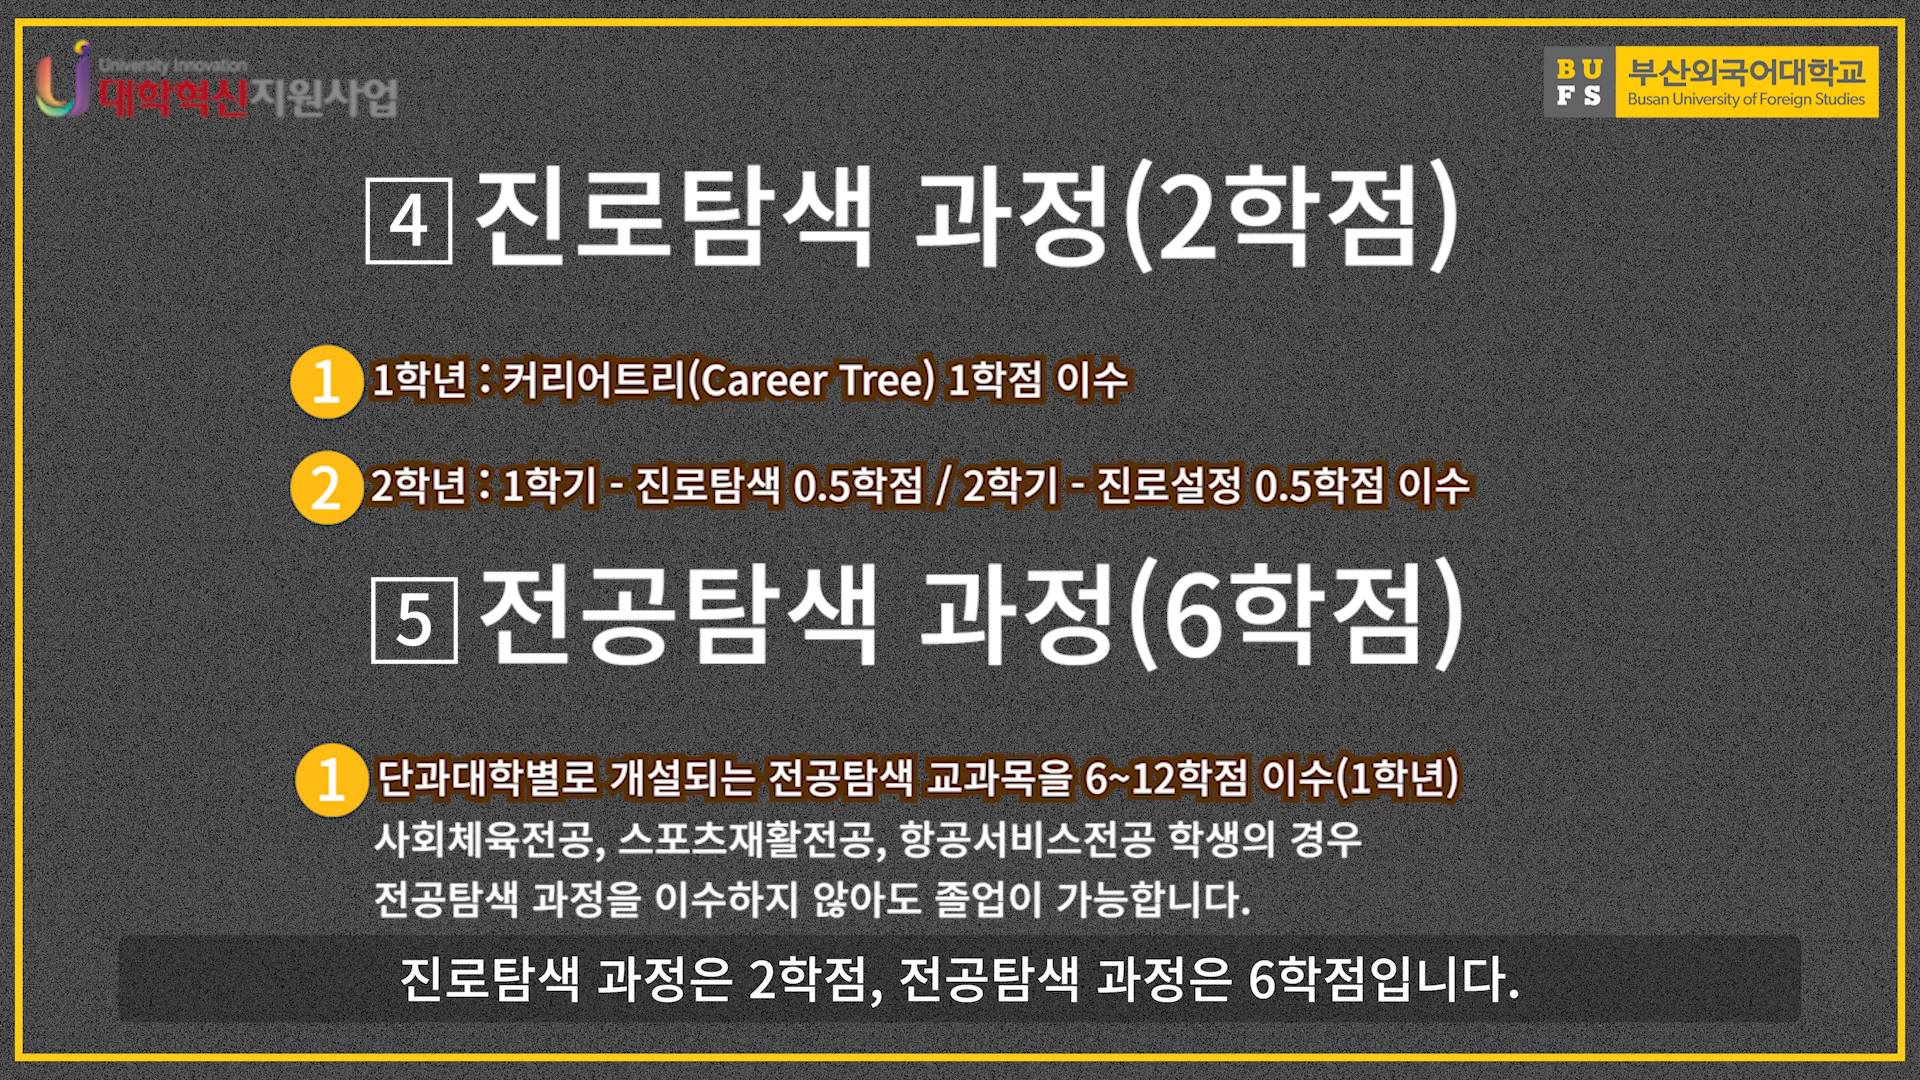 University Innovation
대학혁신지원사업
BU
FS
부산외국어대학교
Busan University of Foreign Studies
4 진로탐색 과정(2학점)
1 1학년 : 커리어트리(Career Tree) 1학점 이수
2 2학년 : 1학기 - 진로탐색 0.5학점 / 2학기 - 진로설정 0.5학점 이수
5 전공탐색 과정(6학점)
1 단과대학별로 개설되는 전공탐색 교과목을 6~12학점 이수(1학년)
사회체육전공, 스포츠재활전공, 항공서비스전공 학생의 경우
전공탐색 과정을 이수하지 않아도 졸업이 가능합니다.
진로탐색 과정은 2학점, 전공탐색 과정은 6학점입니다.